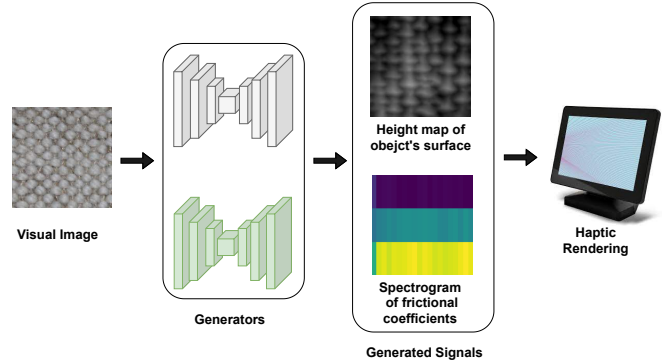 Visual Image
Generators
Height map of
obejct's surface
Spectrogram
of frictional
coefficients
Generated Signals
Haptic
Rendering